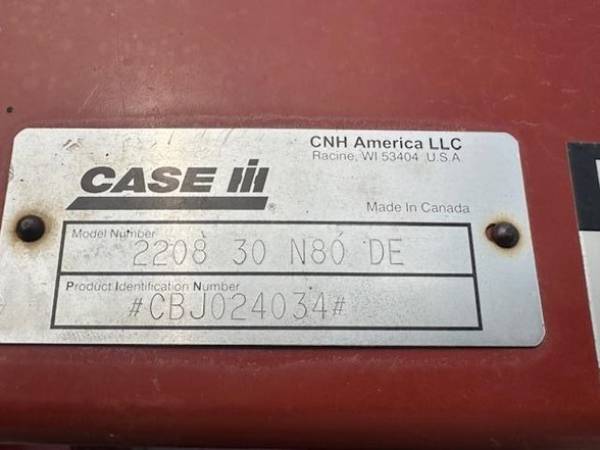 CNH America LLC
Racine, WI 53404 U.S.A
CASE IH
Made In Canada
Model Number
2208 30 N80 DE
Product Identification Number
#CBJ024034#